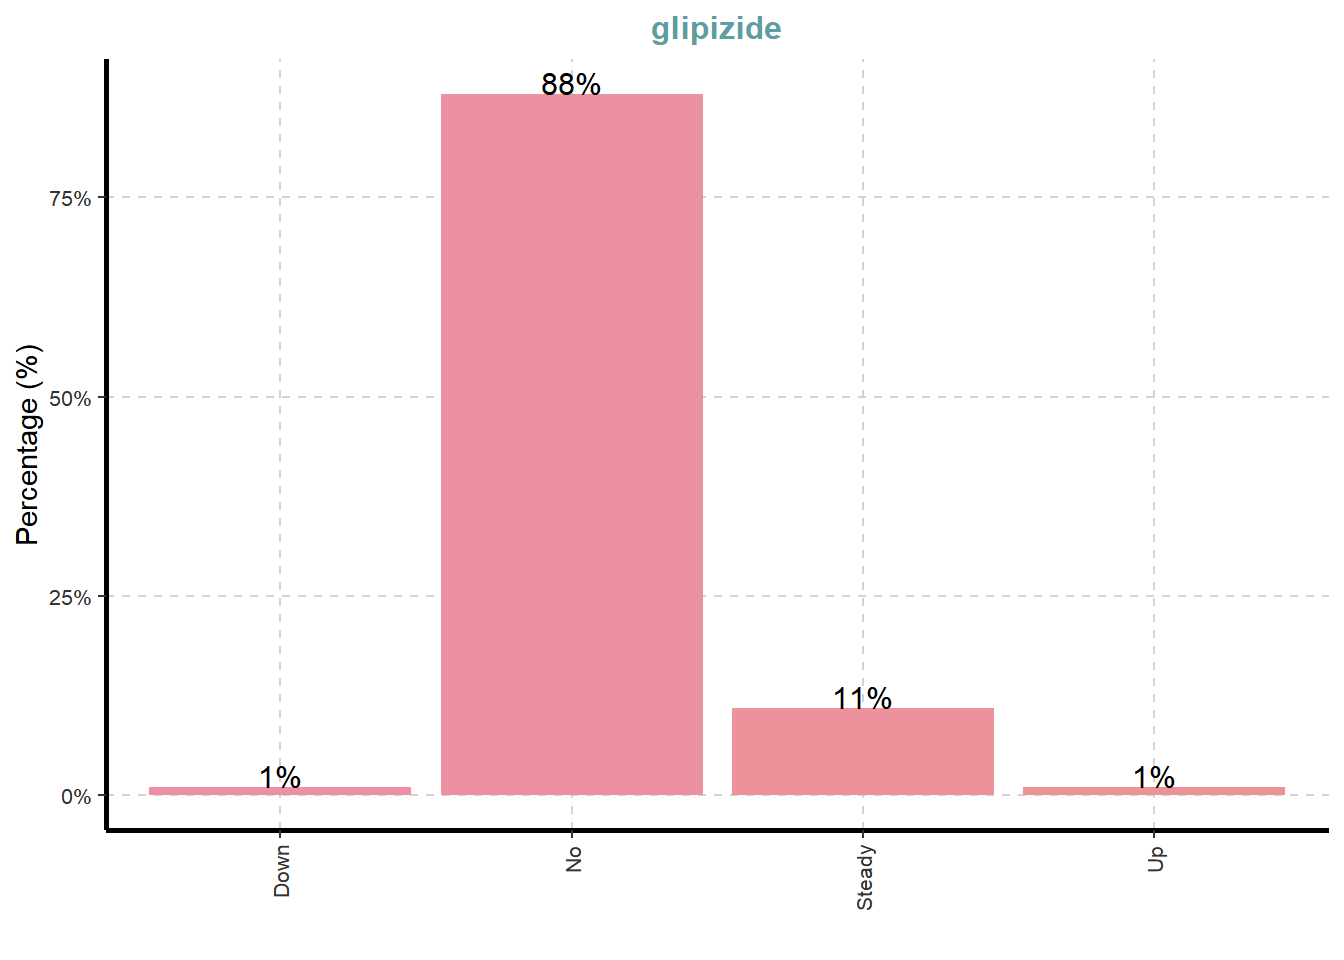 glipizide
88%
75%
50%
Percentage (%)
25%
11%
1%
1%
0%
Down
No
Steady
Up